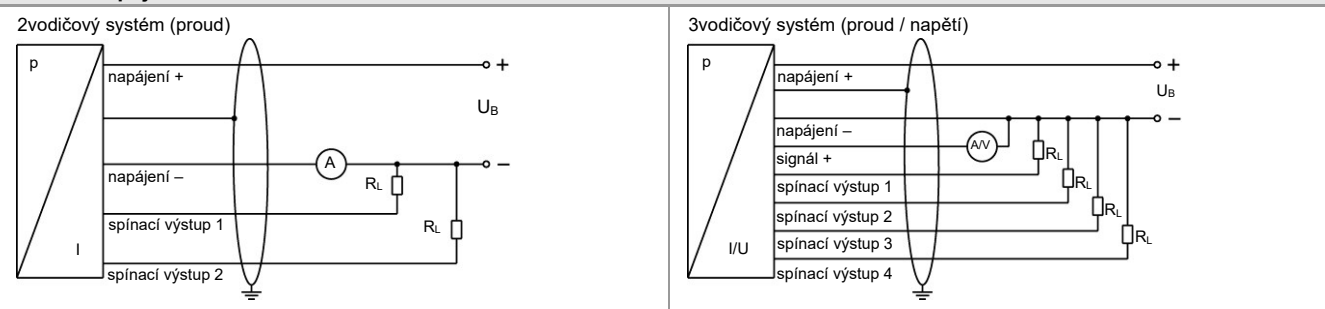 2vodičový systém (proud)
p
napájení +
+
UB
napájení –
A
–
RL
spínací výstup 1
RL
I
spínací výstup 2
3vodičový systém (proud / napětí)
p
napájení +
+
UB
–
napájení –
A/V
signál +
RL
spínací výstup 1
RL
spínací výstup 2
RL
I/U
spínací výstup 3
RL
spínací výstup 4